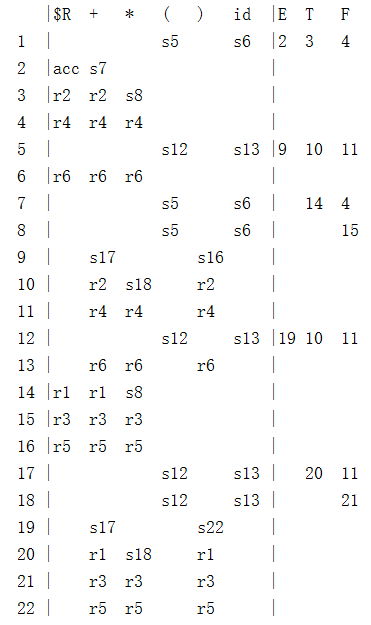 |$R + * ( ) id |E T F
1 | s5 s6 |2 3 4
2 |acc s7 |
3 |r2 r2 s8 |
4 |r4 r4 r4 |
5 | s12 s13 |9 10 11
6 |r6 r6 r6 |
7 | s5 s6 | 14 4
8 | s5 s6 | 15
9 | s17 s16 |
10 | r2 s18 r2 |
11 | r4 r4 r4 |
12 | s12 s13 |19 10 11
13 | r6 r6 r6 |
14 |r1 r1 s8 |
15 |r3 r3 r3 |
16 |r5 r5 r5 |
17 | s12 s13 | 20 11
18 | s12 s13 | 21
19 | s17 s22 |
20 | r1 s18 r1 |
21 | r3 r3 r3 |
22 | r5 r5 r5 |